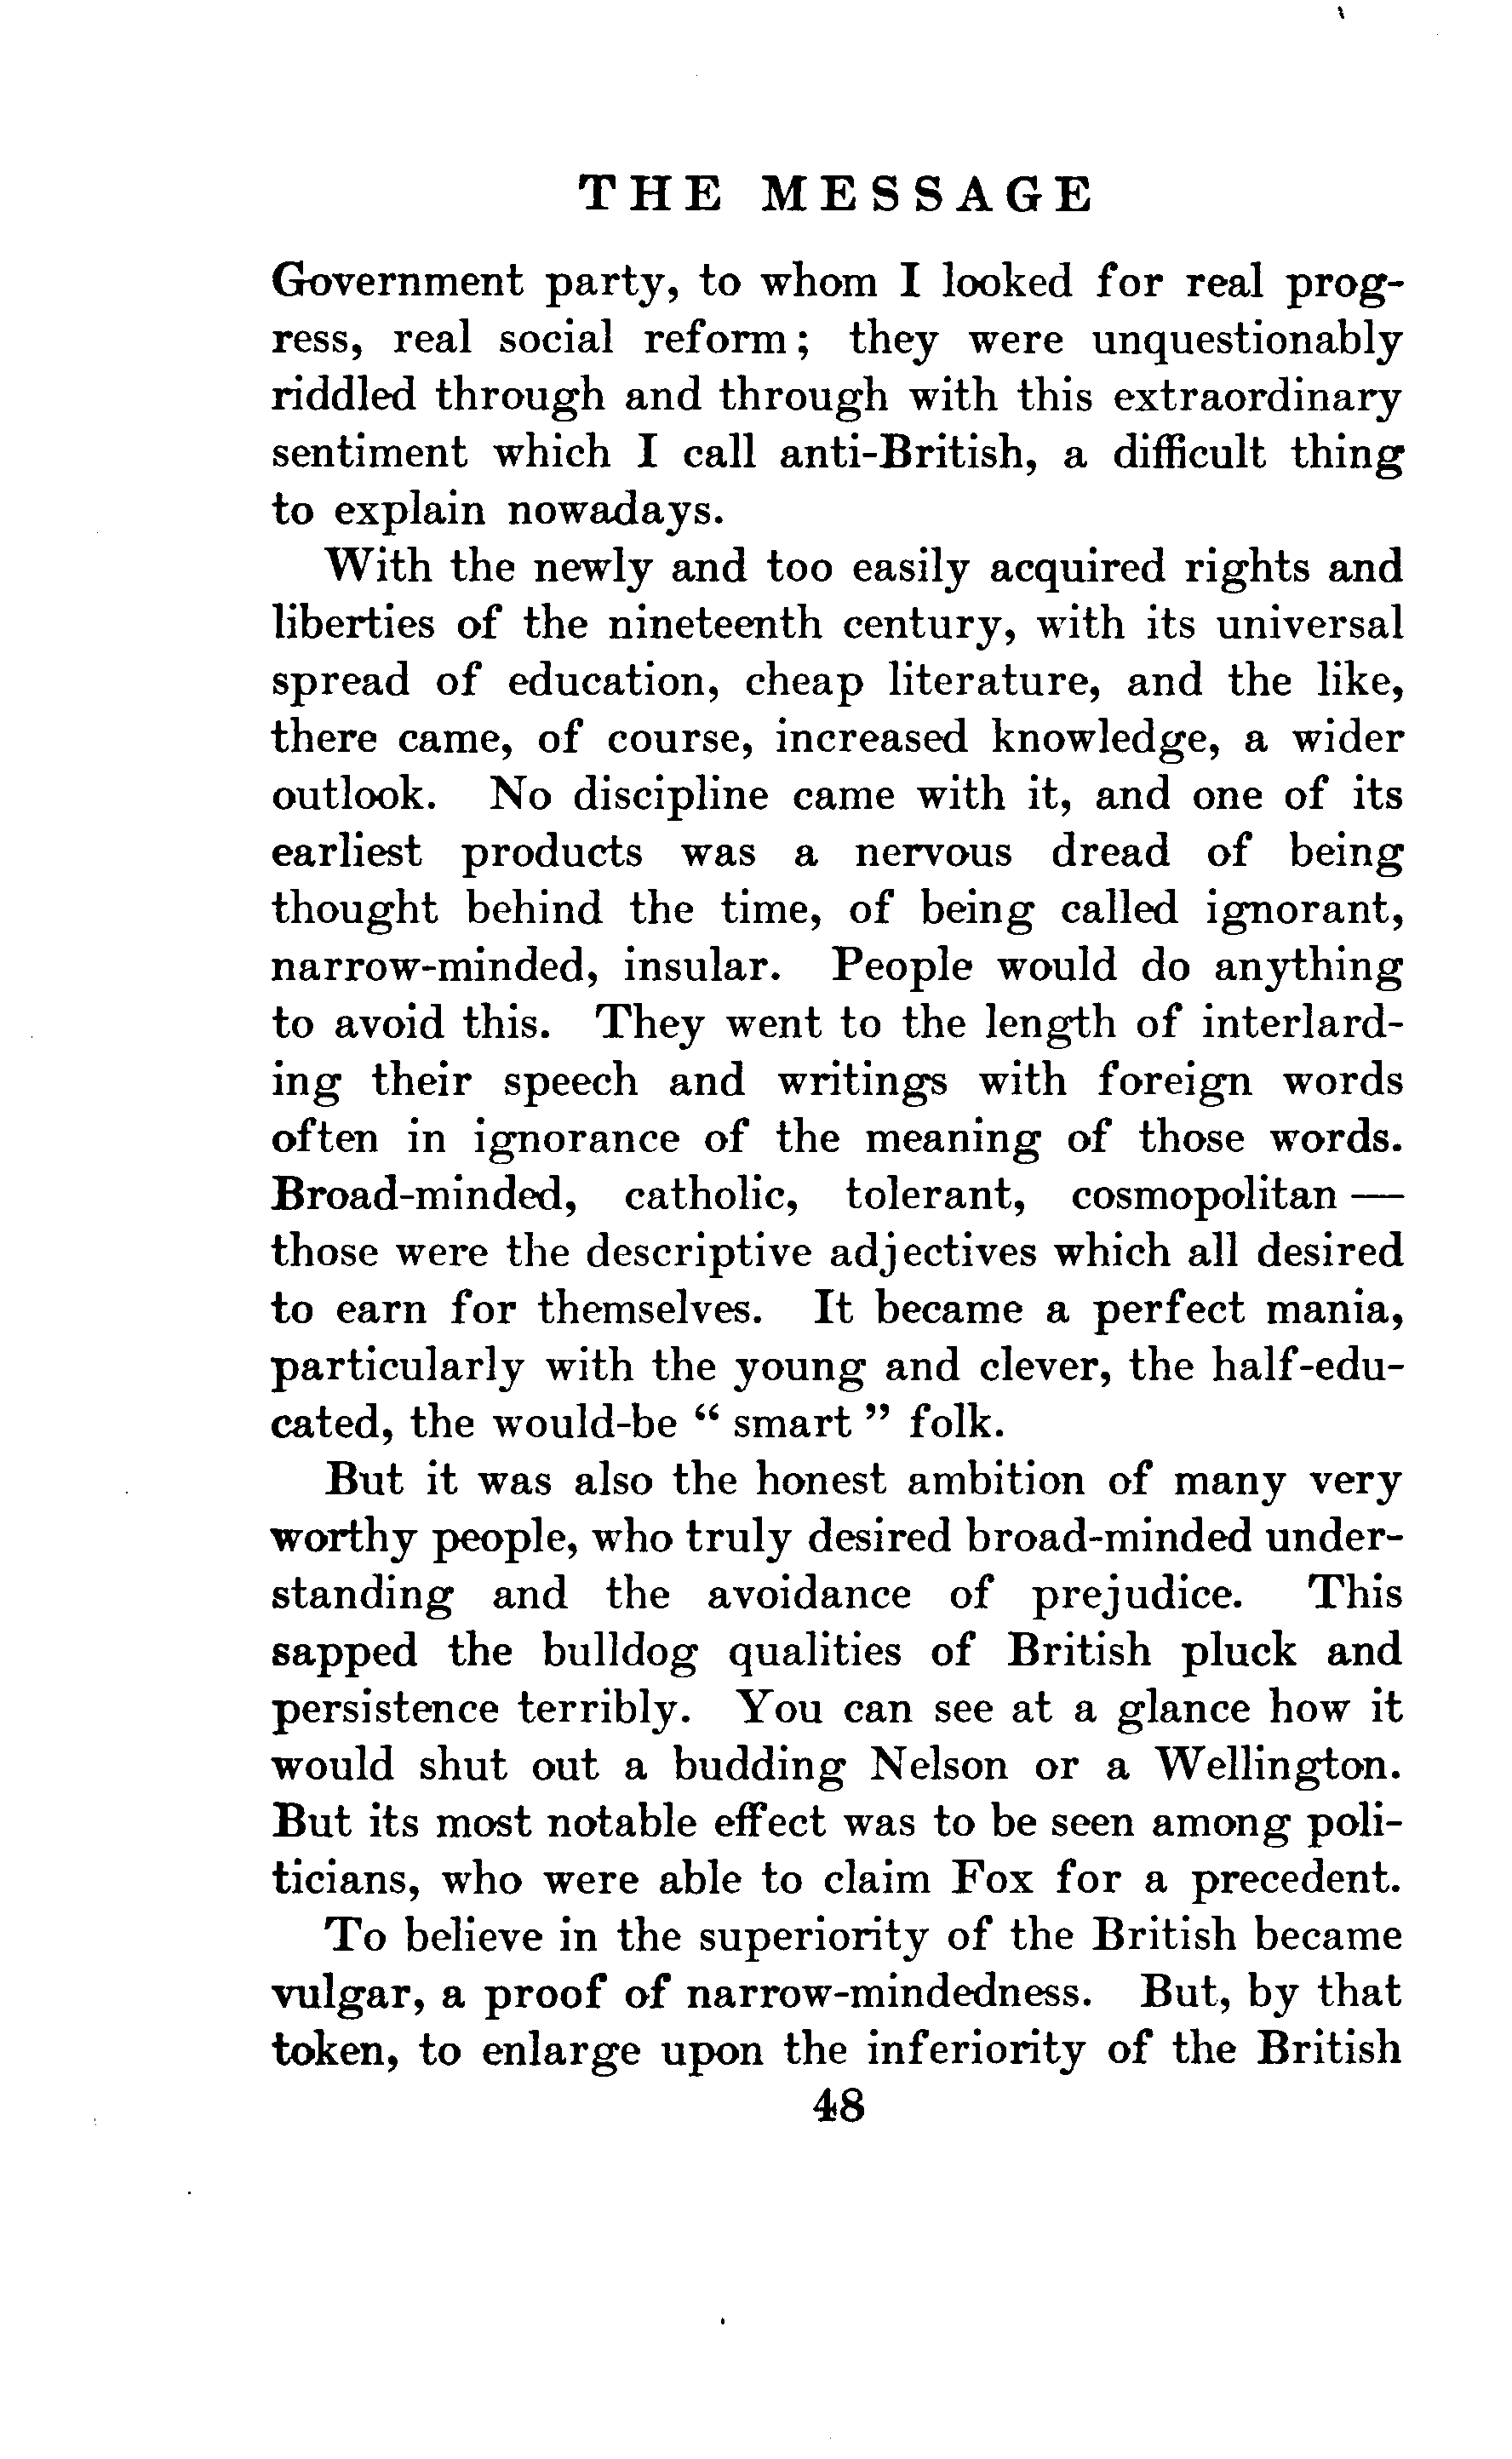 THE MESSAGE
Government party, to whom I looked for real prog-
ress, real social reform; they were unquestionably
riddled through and through with this extraordinary
sentiment which I call anti-British, a difficult thing
to explain nowadays.
With the newly and too easily acquired rights and
liberties of the nineteenth century, with its universal
spread of education, cheap literature, and the like,
there came, of course, increased knowledge, a wider
outlook. No discipline came with it, and one of its
earliest products was a nervous dread of being
thought behind the time, of being called ignorant,
narrow-minded, insular. People would do anything
to avoid this. They went to the length of interlard-
ing their speech and writings with foreign words
often in ignorance of the meaning of those words.
Broad-minded, catholic, tolerant, cosmopolitan —
those were the descriptive adjectives which all desired
to earn for themselves. It became a perfect mania,
particularly with the young and clever, the half-edu-
cated, the would-be “ smart ” folk.
But it was also the honest ambition of many very
worthy people, who truly desired broad-minded under-
standing and the avoidance of prejudice. This
sapped the bulldog qualities of British pluck and
persistence terribly. You can see at a glance how it
would shut out a budding Nelson or a Wellington.
But its most notable effect was to be seen among poli-
ticians, who were able to claim Fox for a precedent.
To believe in the superiority of the British became
vulgar, a proof of narrow-mindedness. But, by that
token, to enlarge upon the inferiority of the British
48